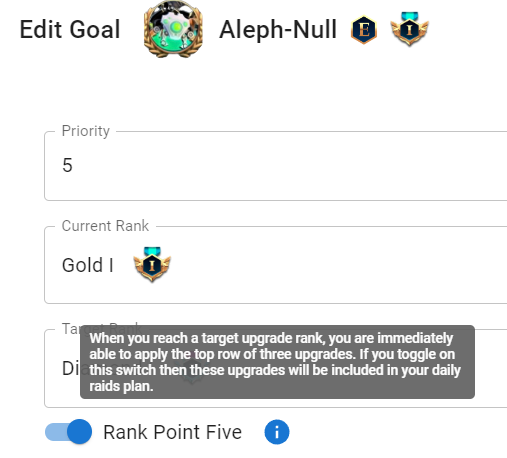 Edit Goal Aleph-Null E I
Priority
5
Current Rank
Gold I I
When you reach a target upgrade rank, you are immediately
able to apply the top row of three upgrades. If you toggle on
this switch then these upgrades will be included in your daily
raids plan.
Rank Point Five i